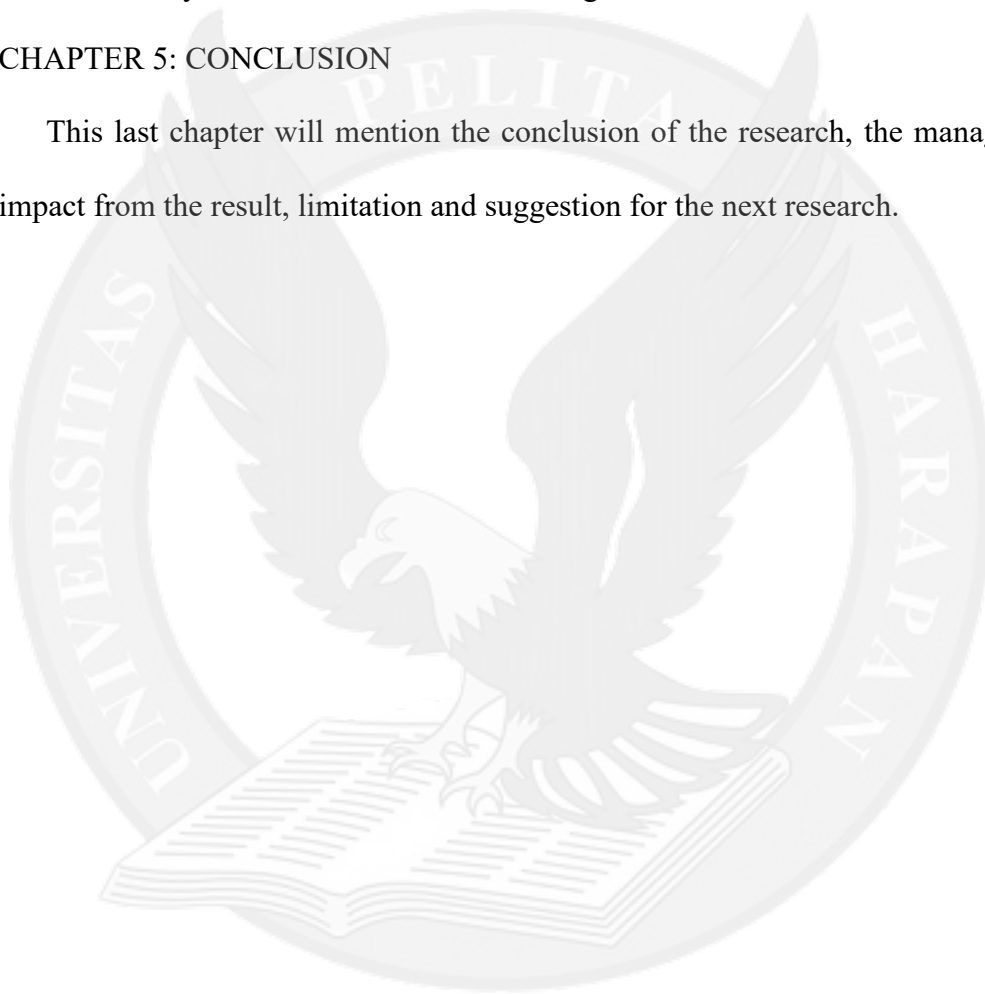 CHAPTER 5: CONCLUSION
This last chapter will mention the conclusion of the research, the
impact from the result, limitation and suggestion for the next research.
UNIVERSITAS PELITA HARAPAN